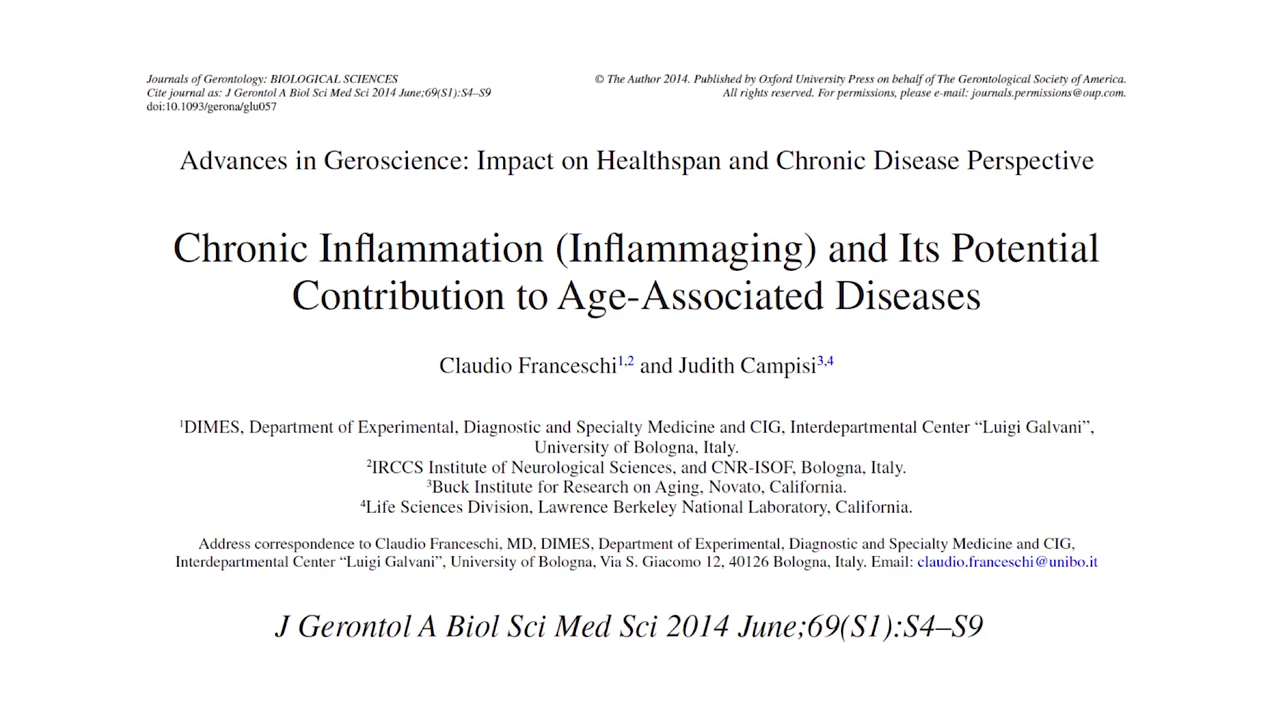 Journals of Gerontology: BIOLOGICAL SCIENCES
Cite journal as: J Gerontol A Biol Sci Med Sci 2014 June;69(S1):S4–S9
doi:10.1093/gerona/glu057
© The Author 2014. Published by Oxford University Press on behalf of The Gerontological Society of America.
All rights reserved. For permissions, please e-mail: journals.permissions@oup.com.
Advances in Geroscience: Impact on Healthspan and Chronic Disease Perspective
Chronic Inflammation (Inflammaging) and Its Potential
Contribution to Age-Associated Diseases
Claudio Franceschi1,2 and Judith Campisi3,4
1DIMES, Department of Experimental, Diagnostic and Specialty Medicine and CIG, Interdepartmental Center “Luigi Galvani”,
University of Bologna, Italy.
2IRCCS Institute of Neurological Sciences, and CNR-ISOF, Bologna, Italy.
3Buck Institute for Research on Aging, Novato, California.
4Life Sciences Division, Lawrence Berkeley National Laboratory, California.
Address correspondence to Claudio Franceschi, MD, DIMES, Department of Experimental, Diagnostic and Specialty Medicine and CIG,
Interdepartmental Center “Luigi Galvani”, University of Bologna, Via S. Giacomo 12, 40126 Bologna, Italy. Email: claudio.franceschi@unibo.it
J Gerontol A Biol Sci Med Sci 2014 June;69(S1):S4–S9